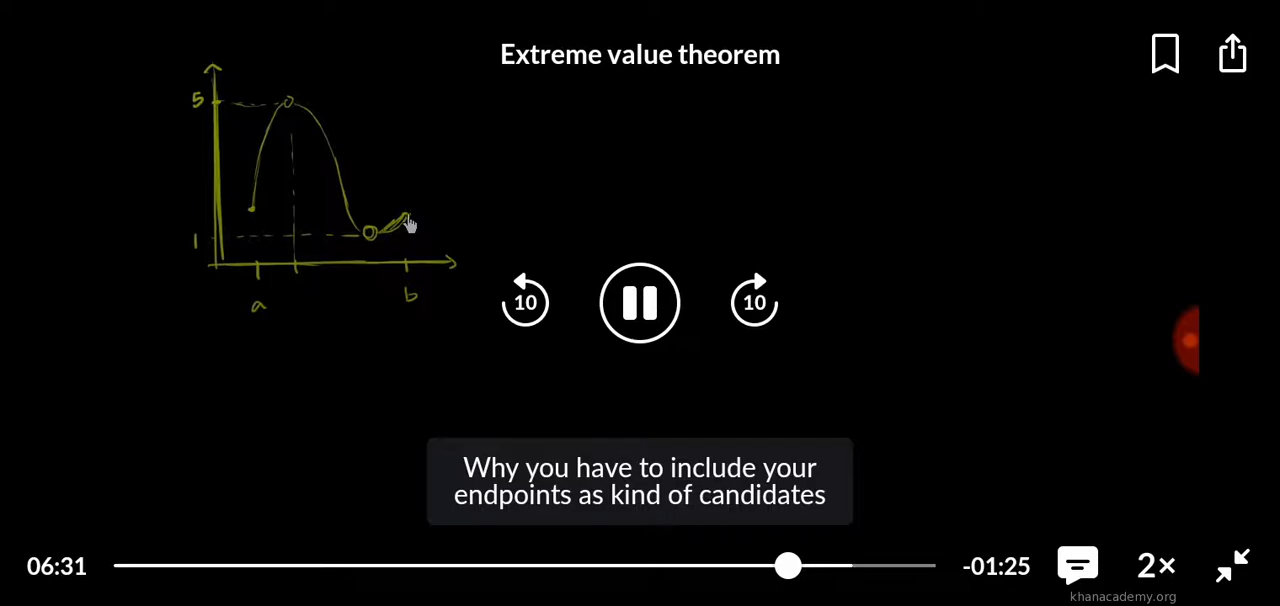 Extreme value theorem
5
1
a
b
10
10
Why you have to include your
endpoints as kind of candidates
06:31
-01:25
2×
khanacademy.org